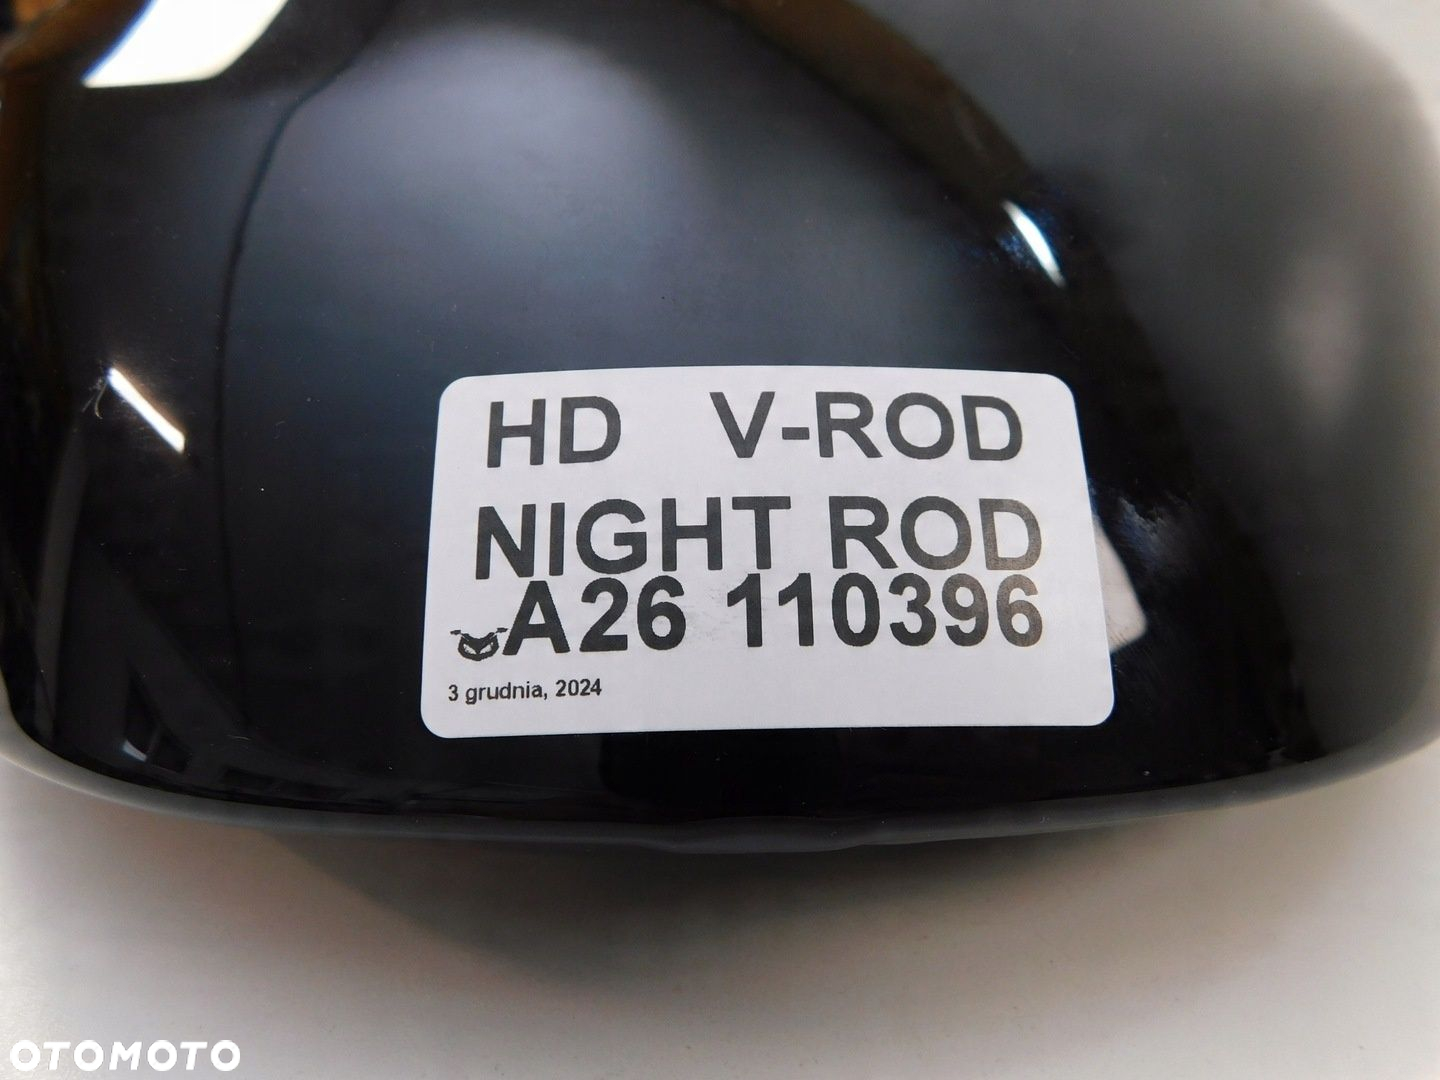 HD V-ROD
NIGHT ROD
A26 110396
3 grudnia, 2024
OTOMOTO